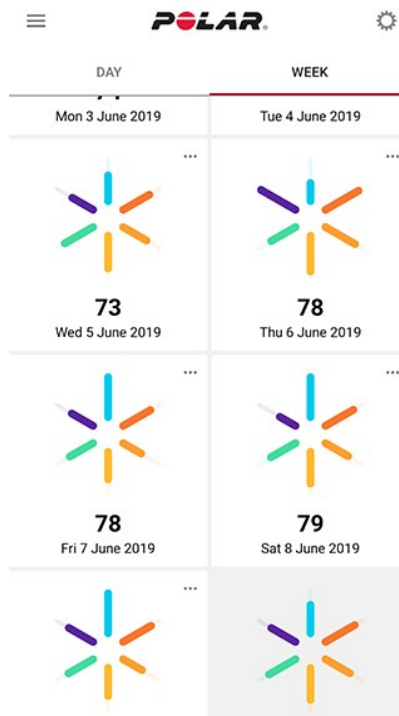 POLAR.
DAY
WEEK
Mon 3 June 2019
Tue 4 June 2019
73
Wed 5 June 2019
78
Thu 6 June 2019
78
Fri 7 June 2019
79
Sat 8 June 2019